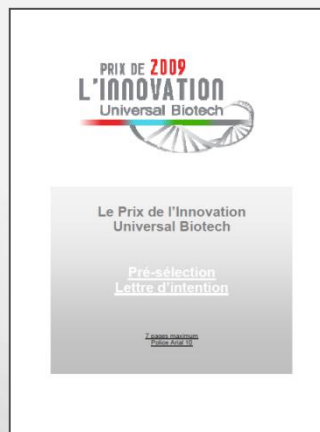 PRIX DE 2009
L'INNOVATION
Universal Biotech
Le Prix de l'Innovation
Universal Biotech
Pré-sélection
Lettre d'intention
7 pages maximum
Police Arial 10